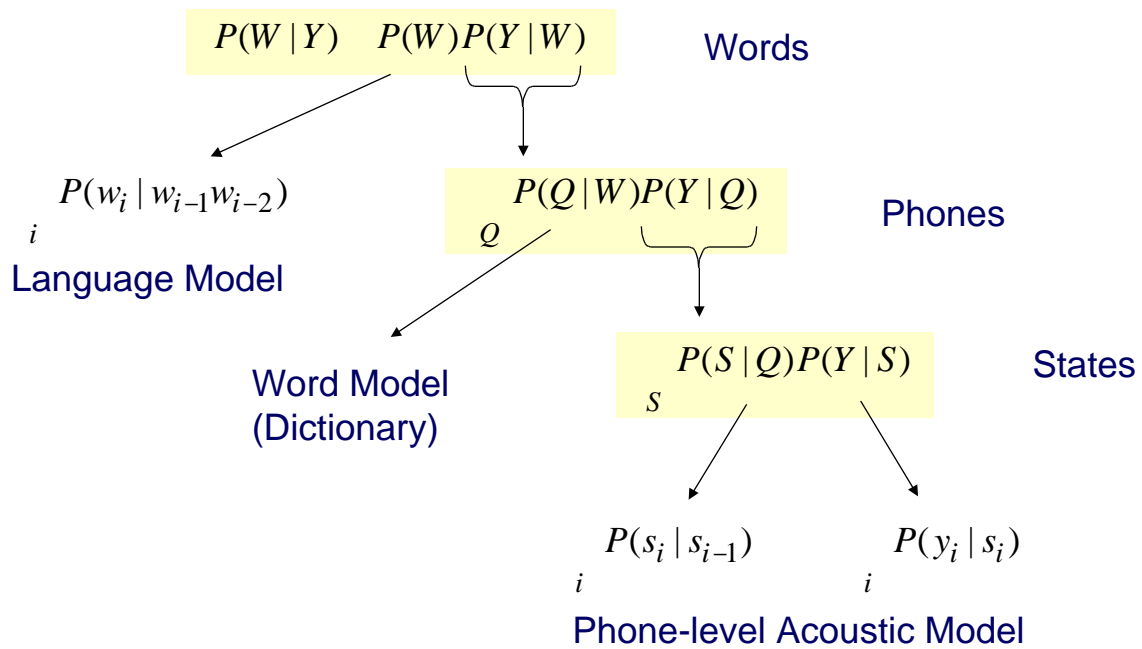 P(W | Y) P(W)P(Y | W)
Words
P(w_i | w_{i−1}w_{i−2})
i
Language Model
P(Q | W)P(Y | Q)
Q
Phones
Word Model
(Dictionary)
P(S | Q)P(Y | S)
S
States
P(s_i | s_{i−1})
i
P(y_i | s_i)
i
Phone-level Acoustic Model